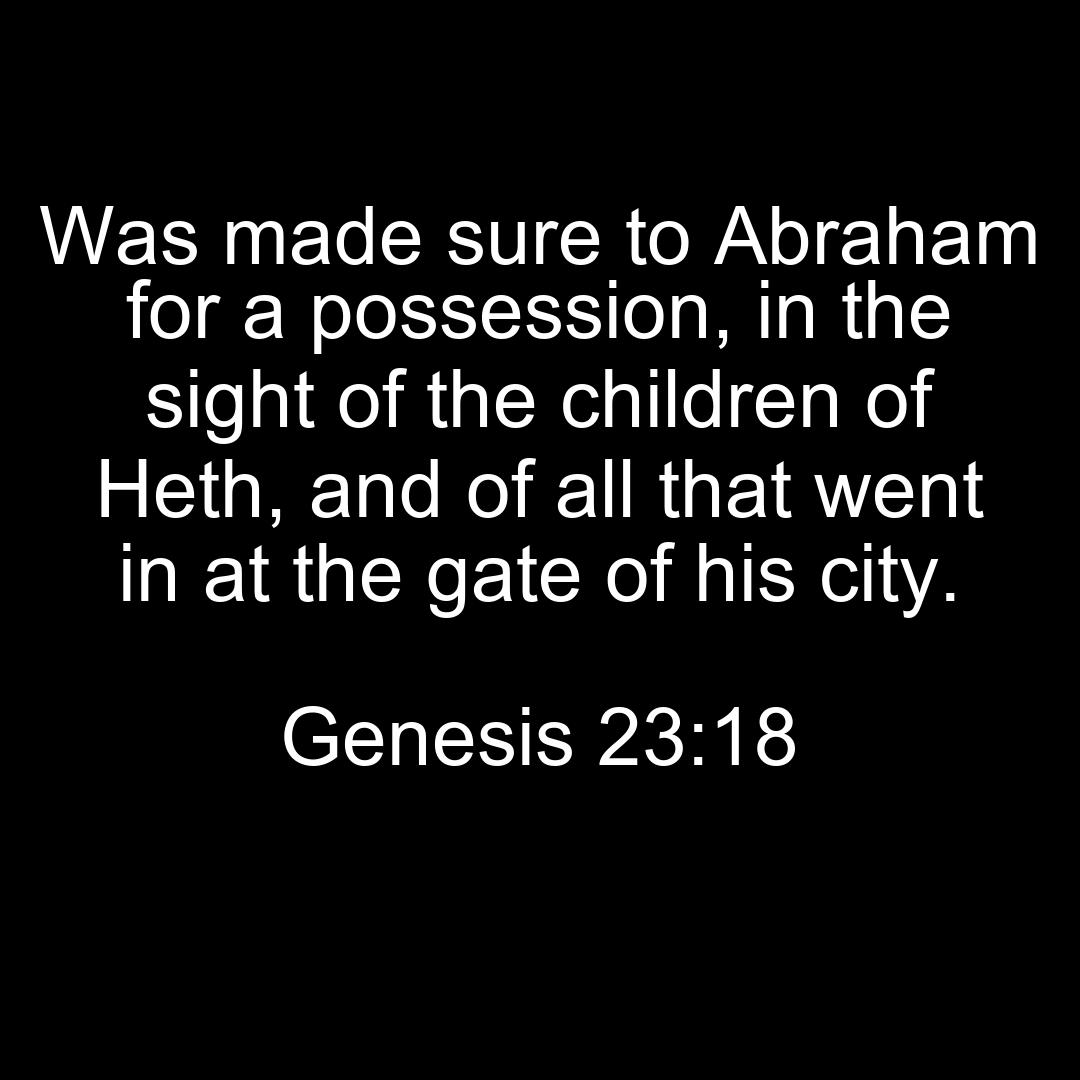 Was made sure to Abraham
for a possession, in the
sight of the children of
Heth, and of all that went
in at the gate of his city.
Genesis 23:18